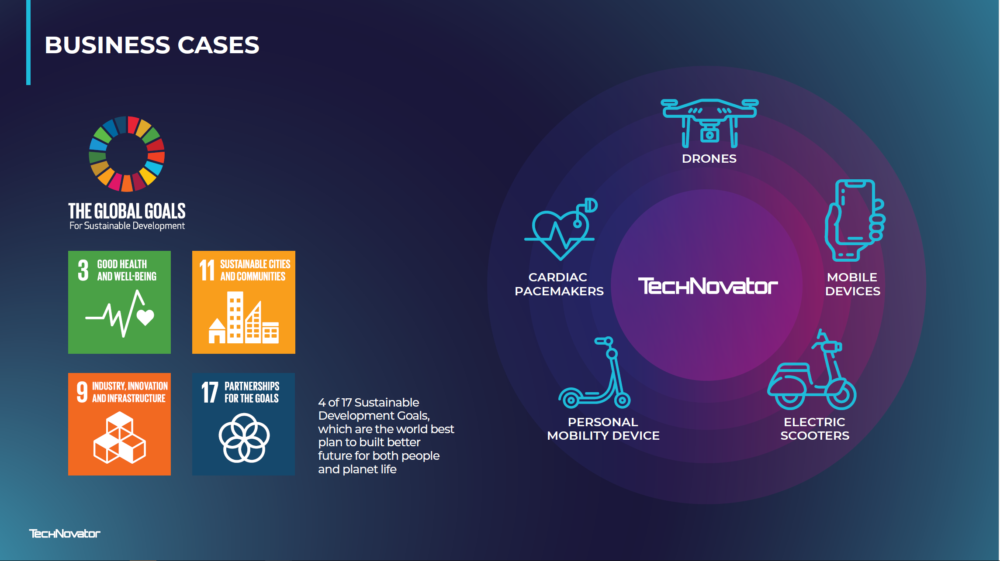 BUSINESS CASES
THE GLOBAL GOALS
For Sustainable Development
3 GOOD HEALTH
AND WELL-BEING
11 SUSTAINABLE CITIES
AND COMMUNITIES
9 INDUSTRY, INNOVATION
AND INFRASTRUCTURE
17 PARTNERSHIPS
FOR THE GOALS
4 of 17 Sustainable
Development Goals,
which are the world best
plan to built better
future for both people
and planet life
DRONES
CARDIAC
PACEMAKERS
TechNovator
MOBILE
DEVICES
PERSONAL
MOBILITY DEVICE
ELECTRIC
SCOOTERS
TechNovator